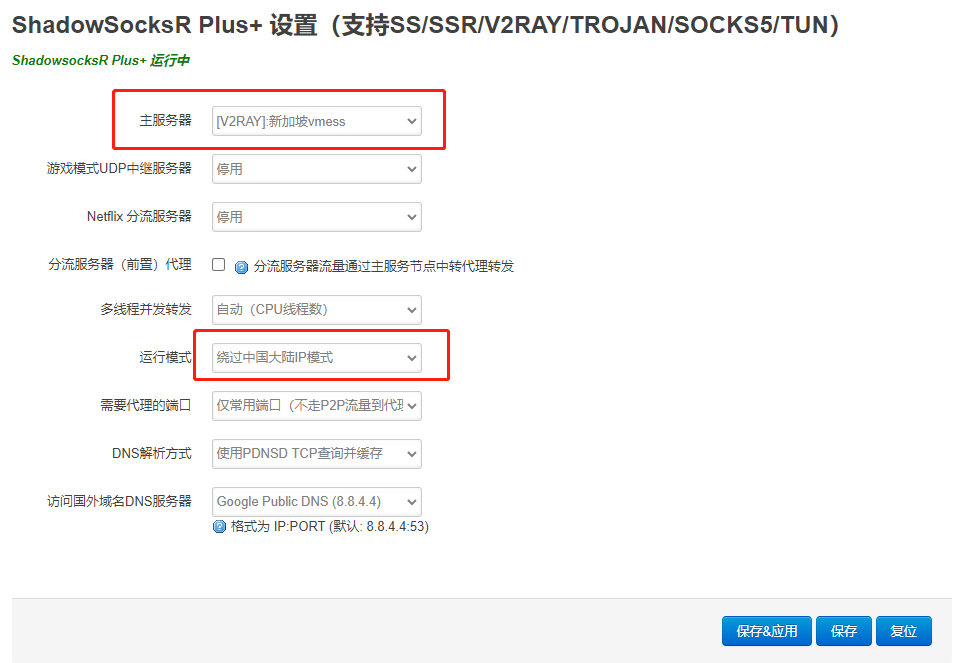 ShadowSocksR Plus+ 设置（支持SS/SSR/V2RAY/TROJAN/SOCKS5/TUN）
ShadowsocksR Plus+ 运行中
主服务器 [V2RAY]:新加坡vmess
游戏模式UDP中继服务器 停用
Netflix 分流服务器 停用
分流服务器（前置）代理 分流服务器流量通过主服务节点中转代理转发
多线程并发转发 自动（CPU线程数）
运行模式 绕过中国大陆IP模式
需要代理的端口 仅常用端口（不走P2P流量到代理
DNS解析方式 使用PDNSD TCP查询并缓存
访问国外域名DNS服务器 Google Public DNS (8.8.4.4)
格式为 IP:PORT (默认: 8.8.4.4:53)
保存&应用 保存 复位